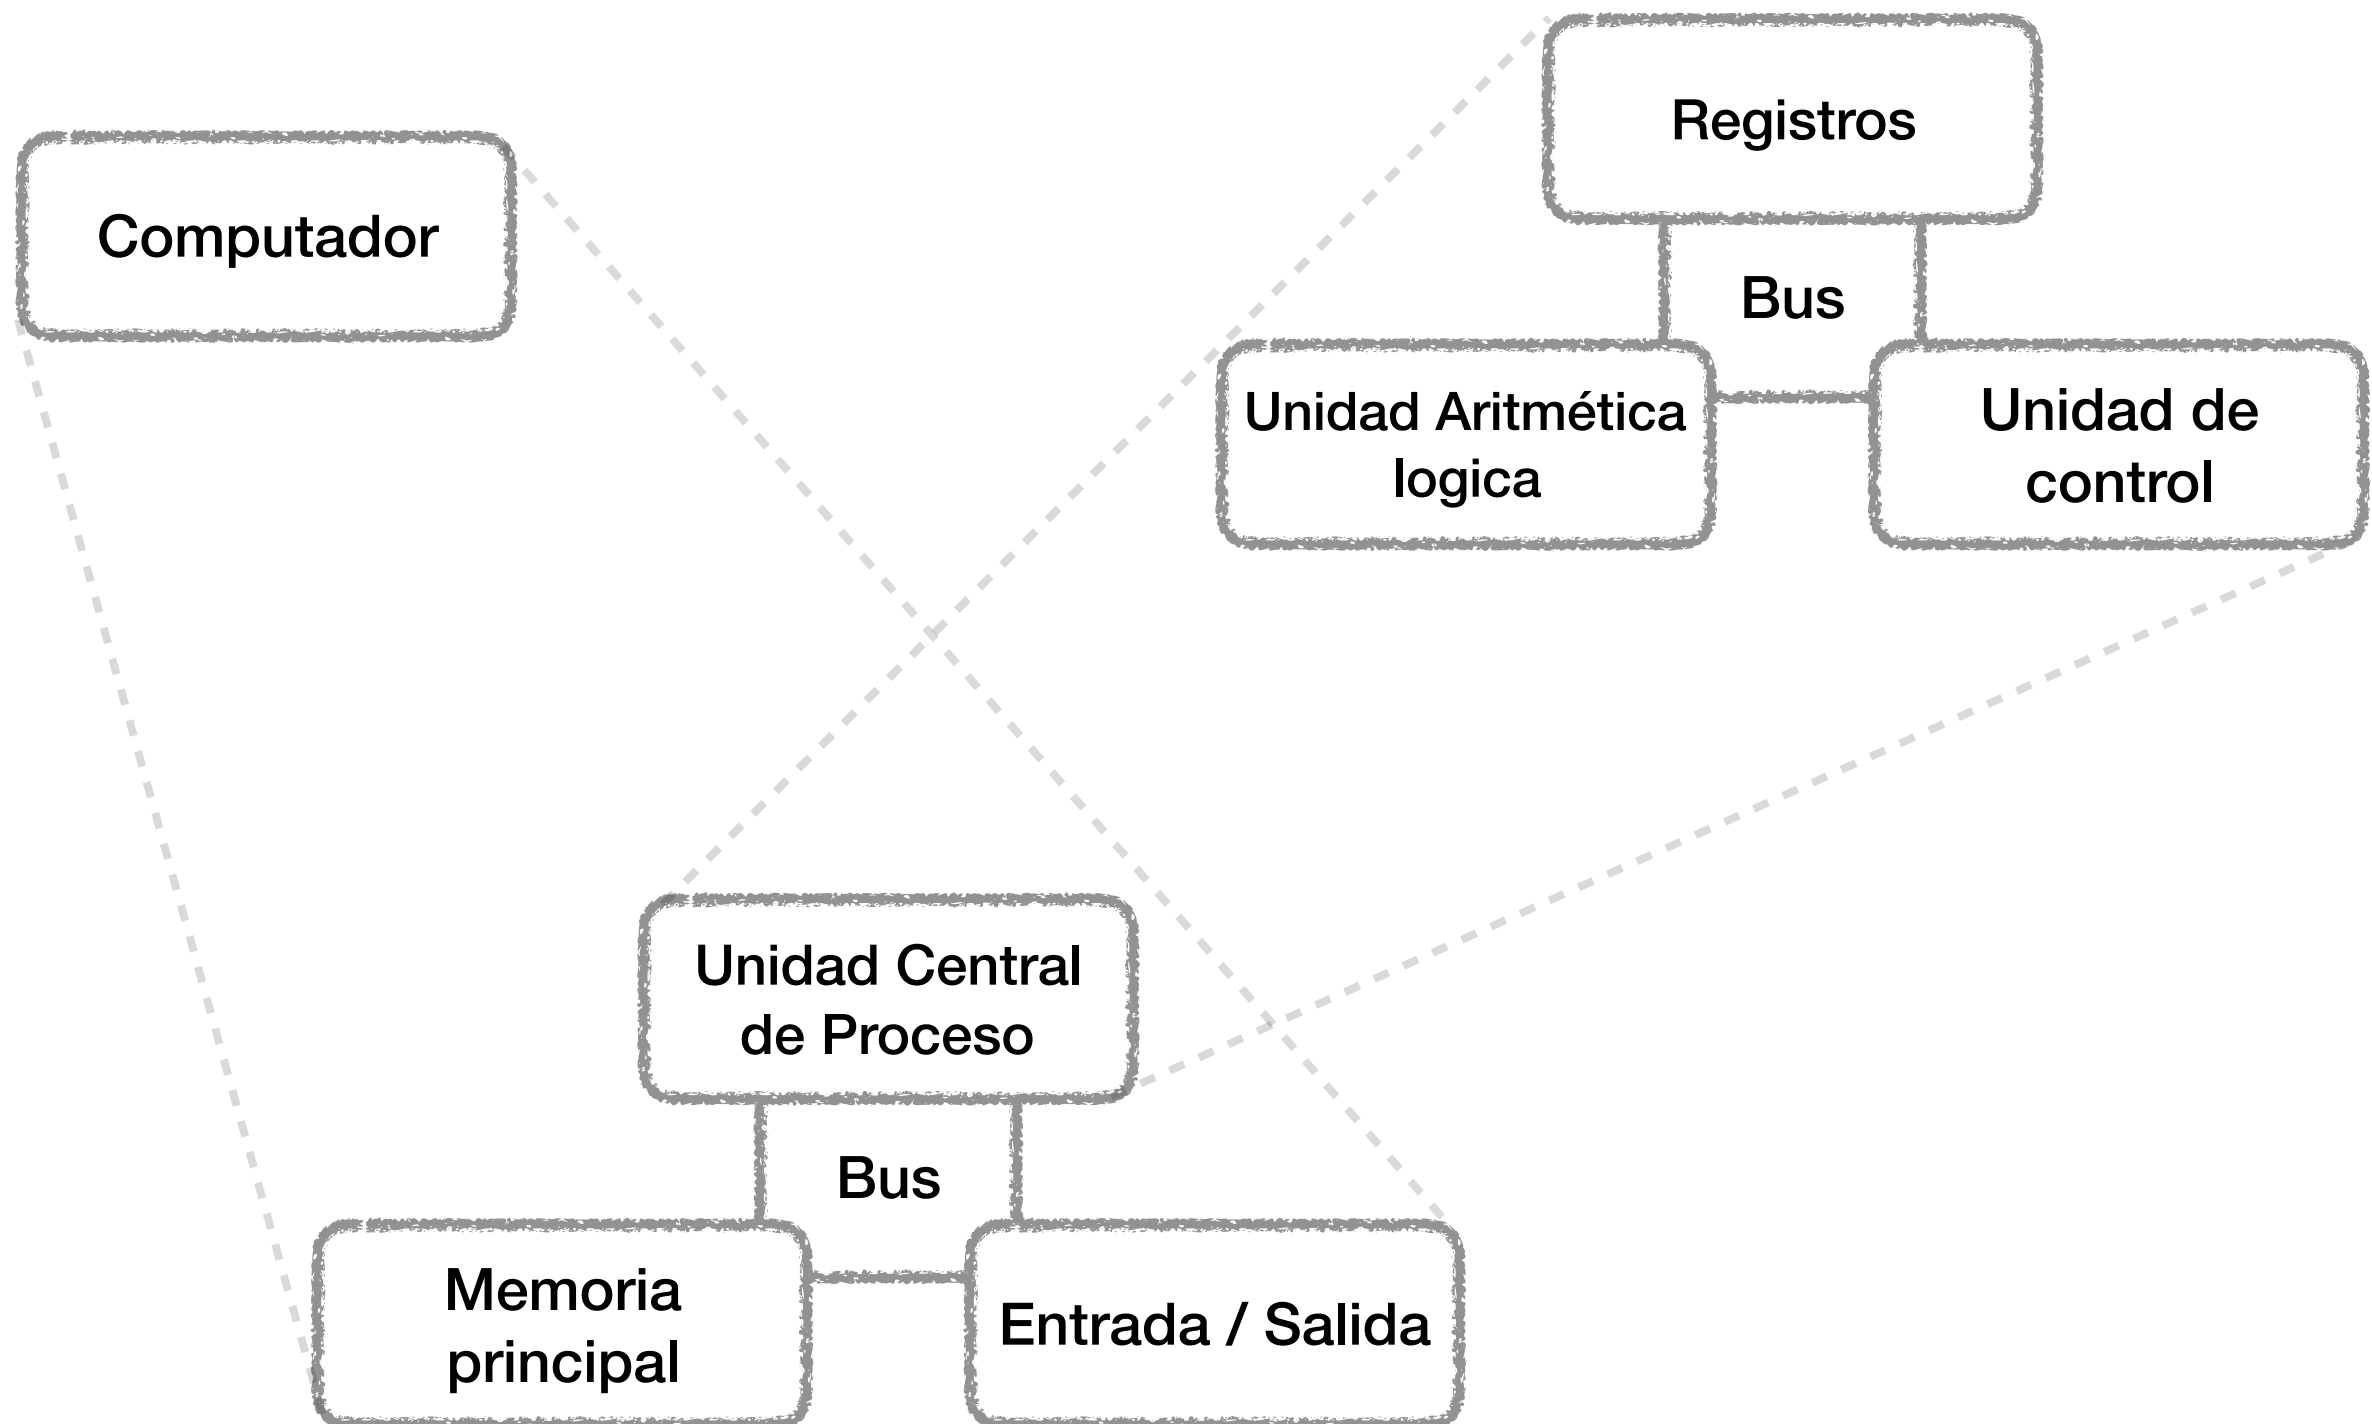 Computador
Registros
Bus
Unidad Aritmética
logica
Unidad de
control
Unidad Central
de Proceso
Bus
Memoria
principal
Entrada / Salida